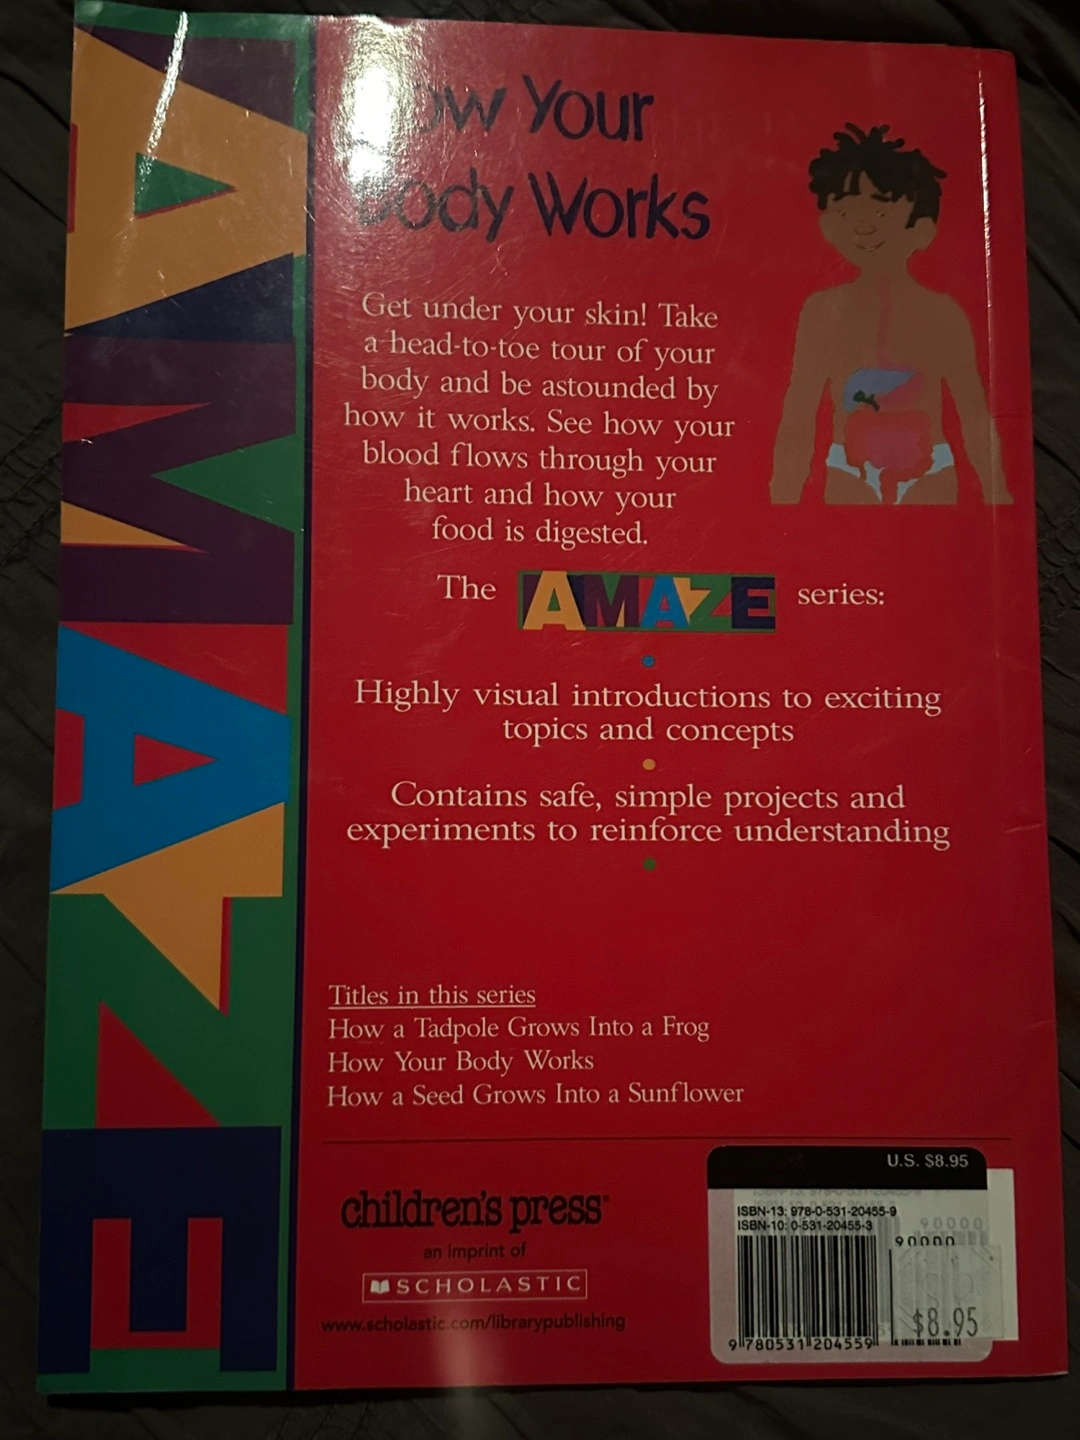 AMAZE
How Your
Body Works
Get under your skin! Take
a head-to-toe tour of your
body and be astounded by
how it works. See how your
blood flows through your
heart and how your
food is digested.
The AMAZE series:
Highly visual introductions to exciting
topics and concepts
Contains safe, simple projects and
experiments to reinforce understanding
Titles in this series
How a Tadpole Grows Into a Frog
How Your Body Works
How a Seed Grows Into a Sunflower
children's press®
an imprint of
SCHOLASTIC
www.scholastic.com/librarypublishing
U.S. $8.95
ISBN-13: 978-0-531-20455-9
ISBN-10: 0-531-20455-3
90000
90000
$8.95
9 780531 204559